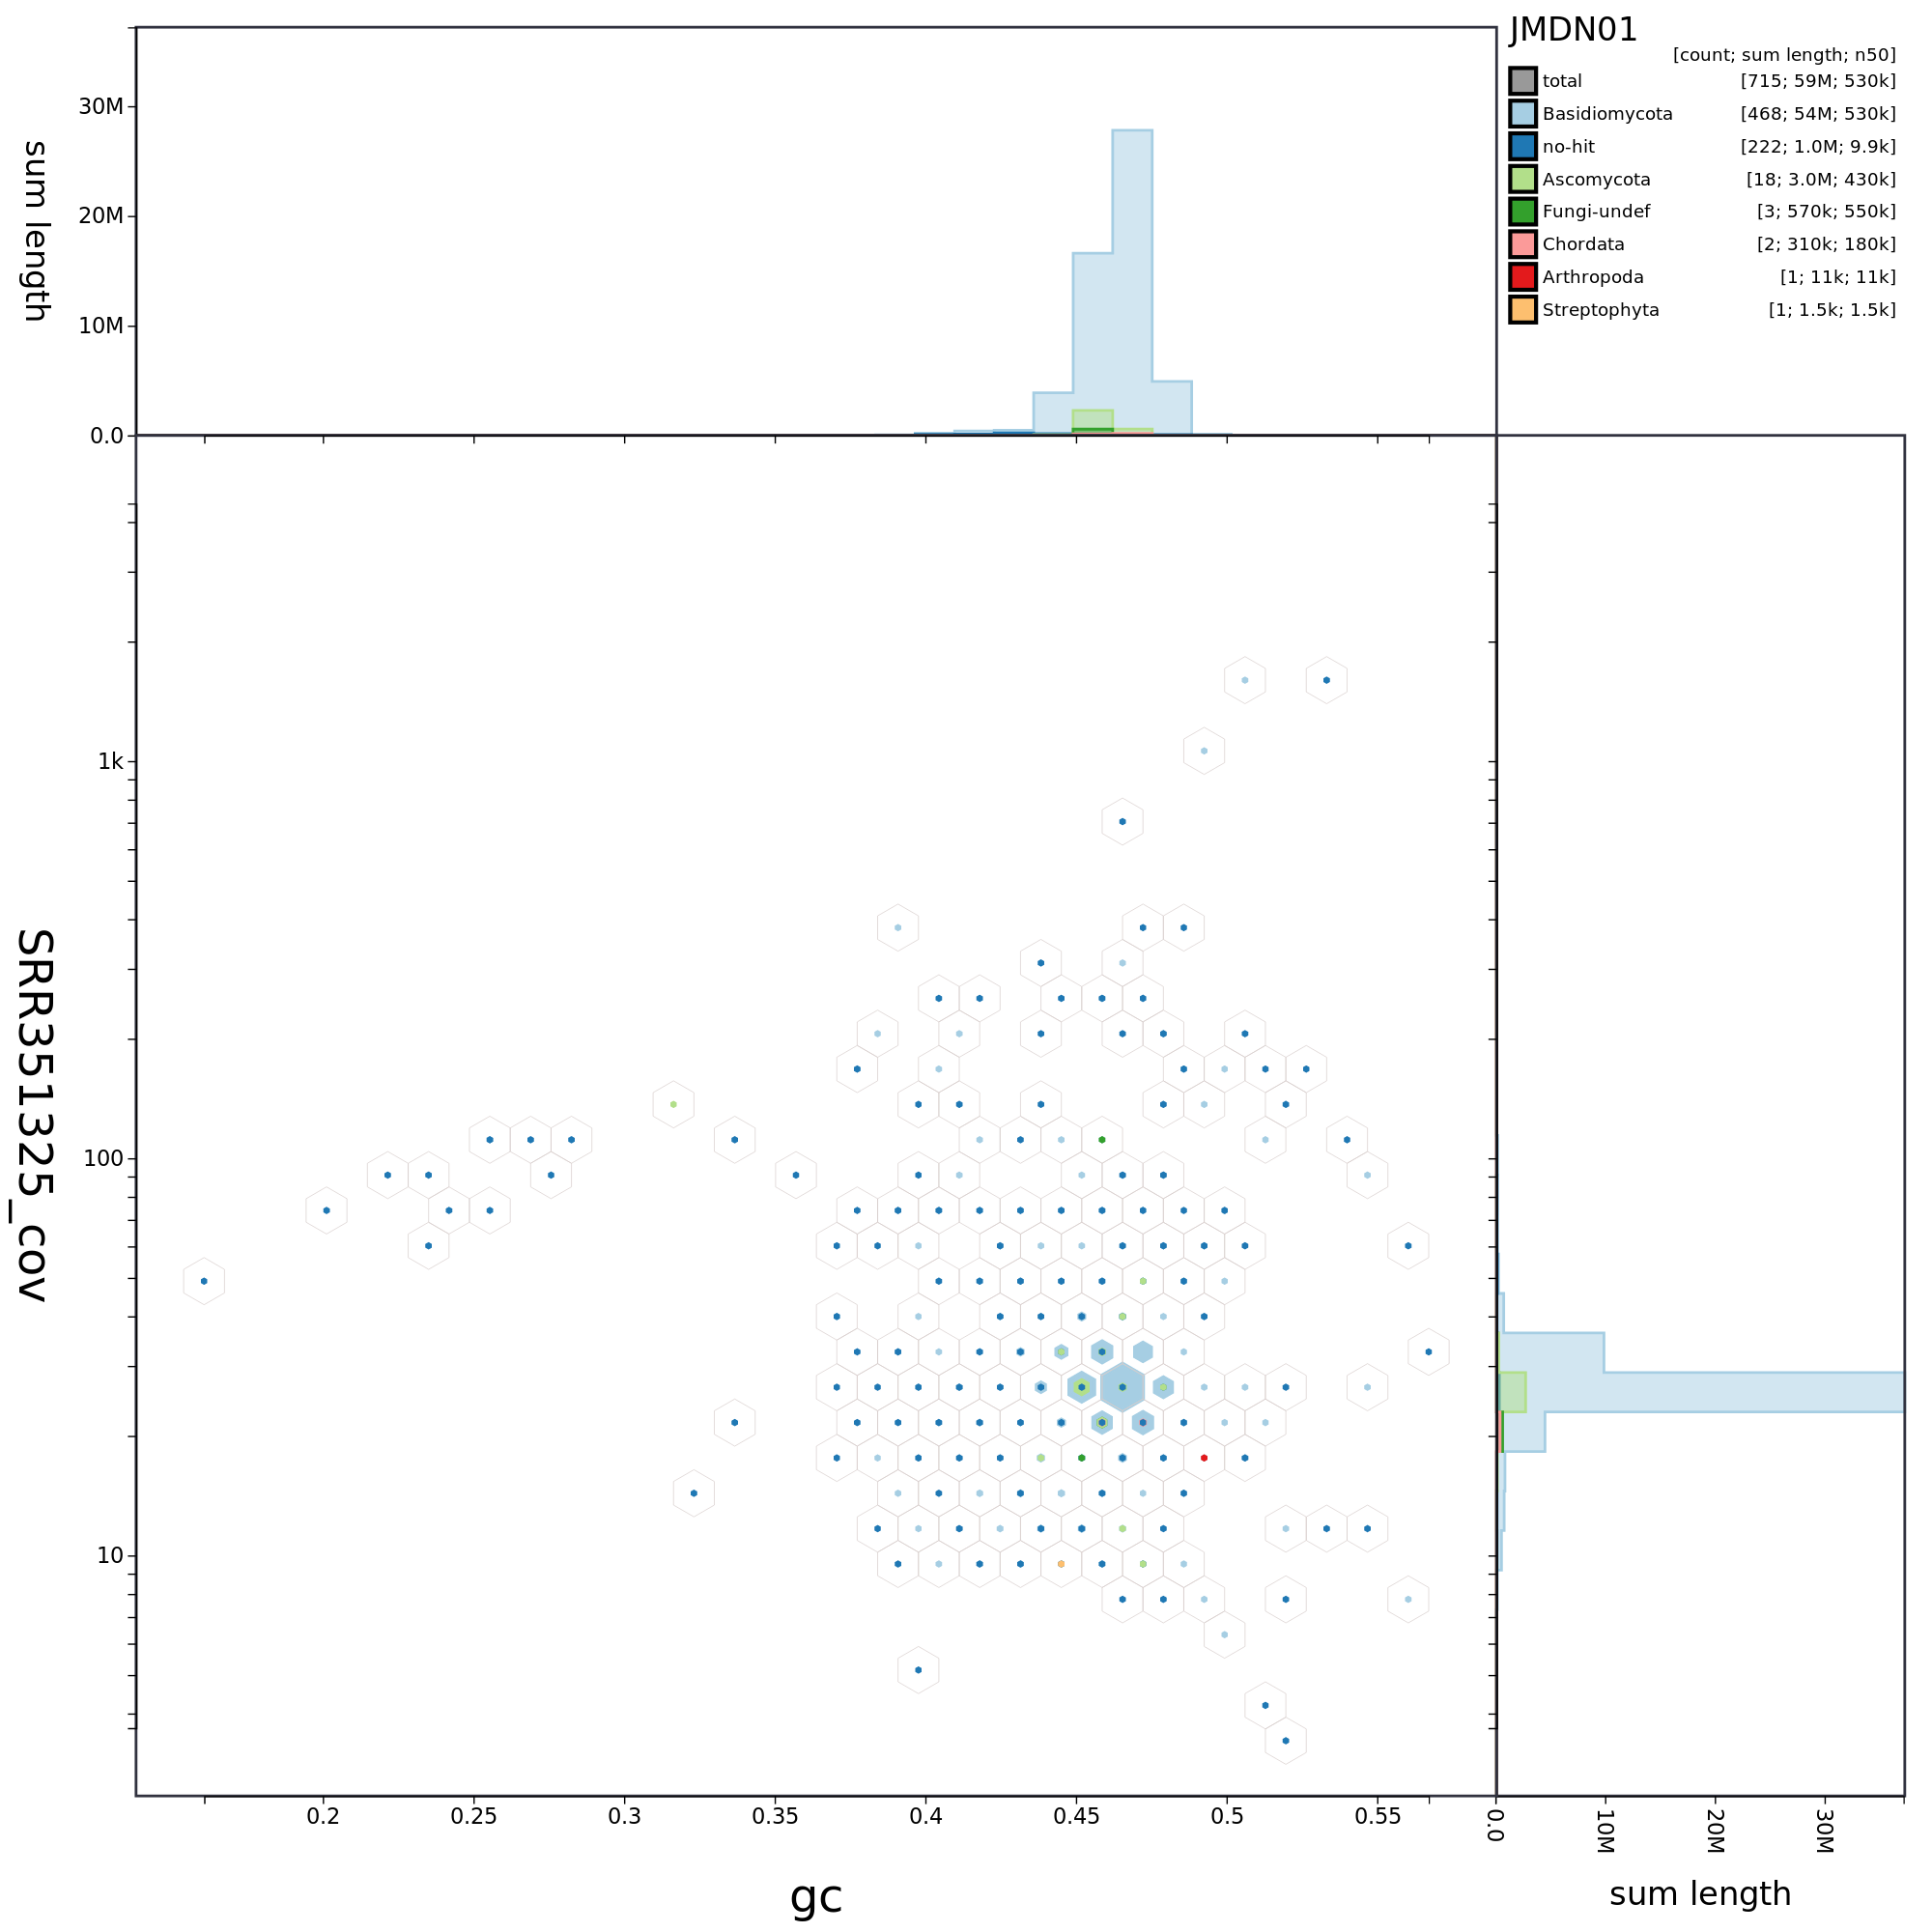 JMDN01
[count; sum length; n50]
total [715; 59M; 530k]
Basidiomycota [468; 54M; 530k]
no-hit [222; 1.0M; 9.9k]
Ascomycota [18; 3.0M; 430k]
Fungi-undef [3; 570k; 550k]
Chordata [2; 310k; 180k]
Arthropoda [1; 11k; 11k]
Streptophyta [1; 1.5k; 1.5k]
sum length
30M
20M
10M
0.0
SRR351325_cov
1k
100
10
0.2 0.25 0.3 0.35 0.4 0.45 0.5 0.55
gc
0.0 10M 20M 30M
sum length